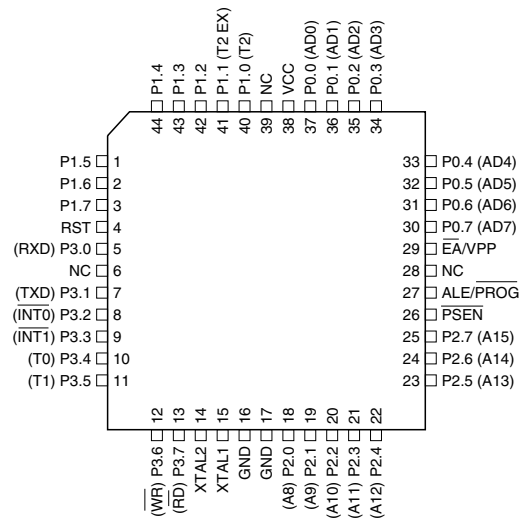 P1.4
P1.3
P1.2
P1.1 (T2 EX)
P1.0 (T2)
NC
VCC
P0.0 (AD0)
P0.1 (AD1)
P0.2 (AD2)
P0.3 (AD3)
44
43
42
41
40
39
38
37
36
35
34
P1.5 1
P1.6 2
P1.7 3
RST 4
(RXD) P3.0 5
NC 6
(TXD) P3.1 7
(INT0) P3.2 8
(INT1) P3.3 9
(T0) P3.4 10
(T1) P3.5 11
33 P0.4 (AD4)
32 P0.5 (AD5)
31 P0.6 (AD6)
30 P0.7 (AD7)
29 EA/VPP
28 NC
27 ALE/PROG
26 PSEN
25 P2.7 (A15)
24 P2.6 (A14)
23 P2.5 (A13)
12
13
14
15
16
17
18
19
20
21
22
(WR) P3.6
(RD) P3.7
XTAL2
XTAL1
GND
GND
(A8) P2.0
(A9) P2.1
(A10) P2.2
(A11) P2.3
(A12) P2.4